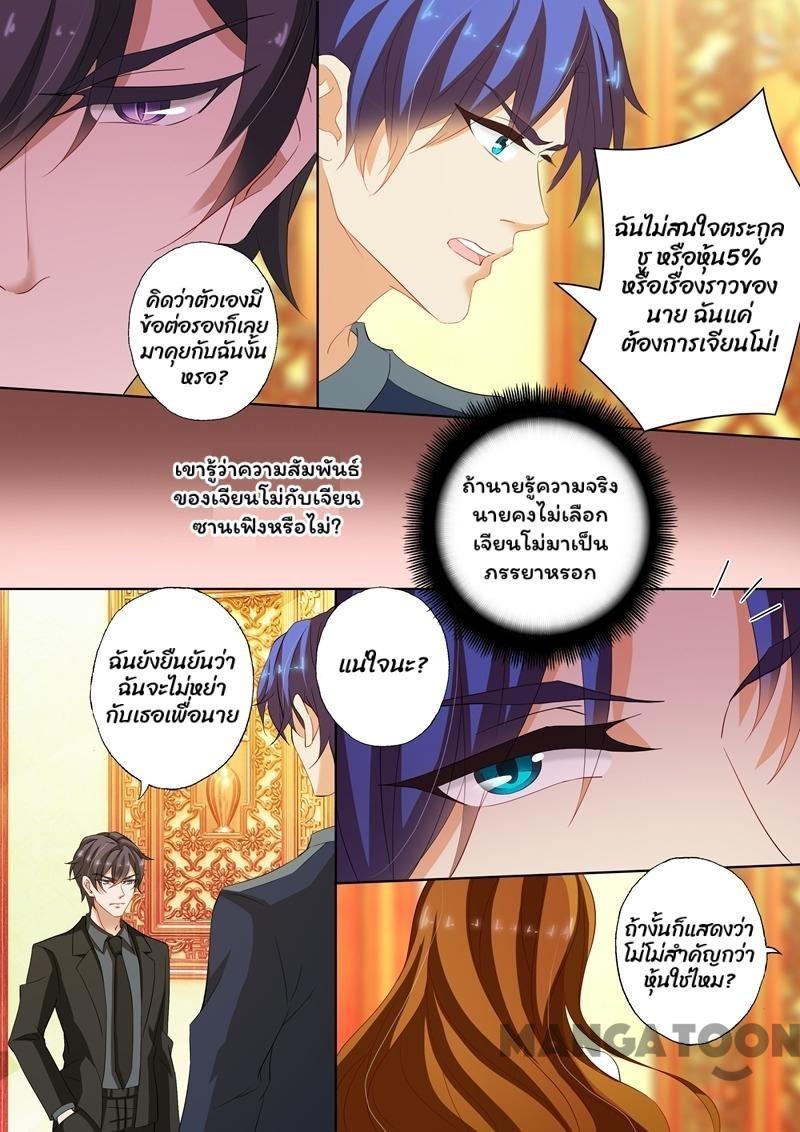 ฉันไม่สนใจตระกูล
ชู หรือหุ้น5%
หรือเรื่องราวของ
นาย ฉันแค่
ต้องการเจียนโม่!
คิดว่าตัวเองมี
ข้อต่อรองก็เลย
มาคุยกับฉันงั้น
หรอ?
เขารู้ว่าความสัมพันธ์
ของเจียนโม่กับเจียน
ซานเฟิงหรือไม่?
ถ้านายรู้ความจริง
นายคงไม่เลือก
เจียนโม่มาเป็น
ภรรยาหรอก
ฉันยังยืนยันว่า
ฉันจะไม่หย่า
กับเธอเพื่อนาย
แน่ใจนะ?
ถ้างั้นก็แสดงว่า
โม่โม่สำคัญกว่า
หุ้นใช่ไหม?
MANGATOON